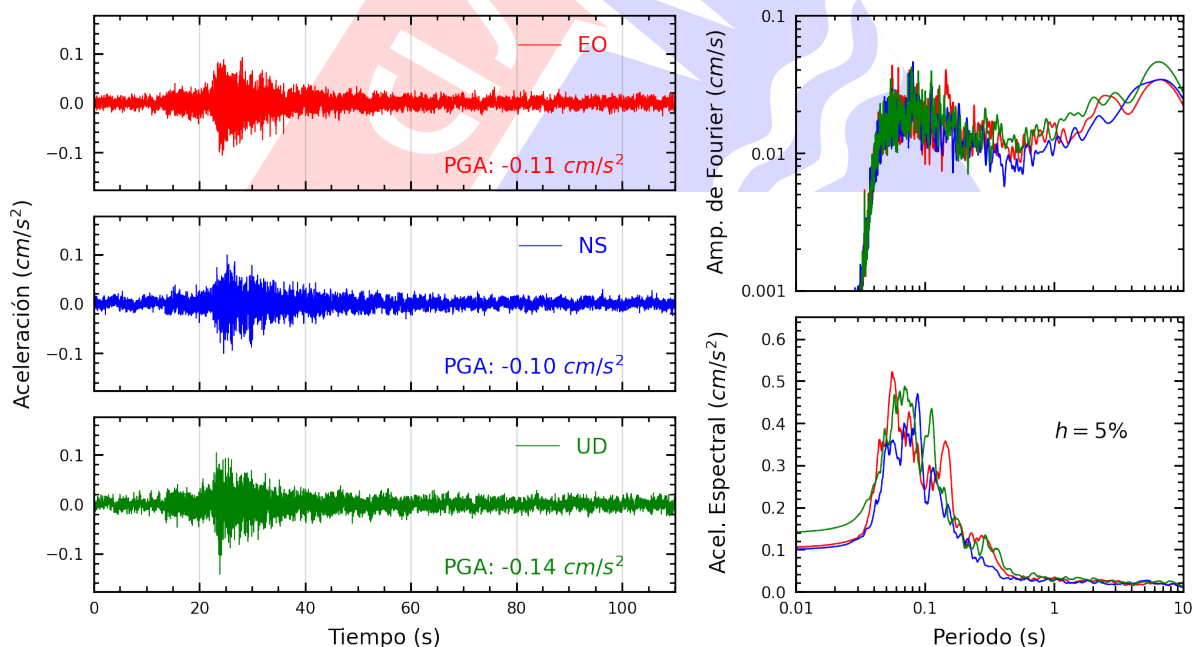 Aceleración (cm/s²)
0.1
0.0
−0.1
EO
PGA: -0.11 cm/s²
0.1
0.0
−0.1
NS
PGA: -0.10 cm/s²
0.1
0.0
−0.1
UD
PGA: -0.14 cm/s²
0 20 40 60 80 100
Tiempo (s)
Amp. de Fourier (cm/s)
0.1
0.01
0.001
Acel. Espectral (cm/s²)
0.6
0.5
0.4
0.3
0.2
0.1
0.0
h = 5%
0.01 0.1 1 10
Periodo (s)